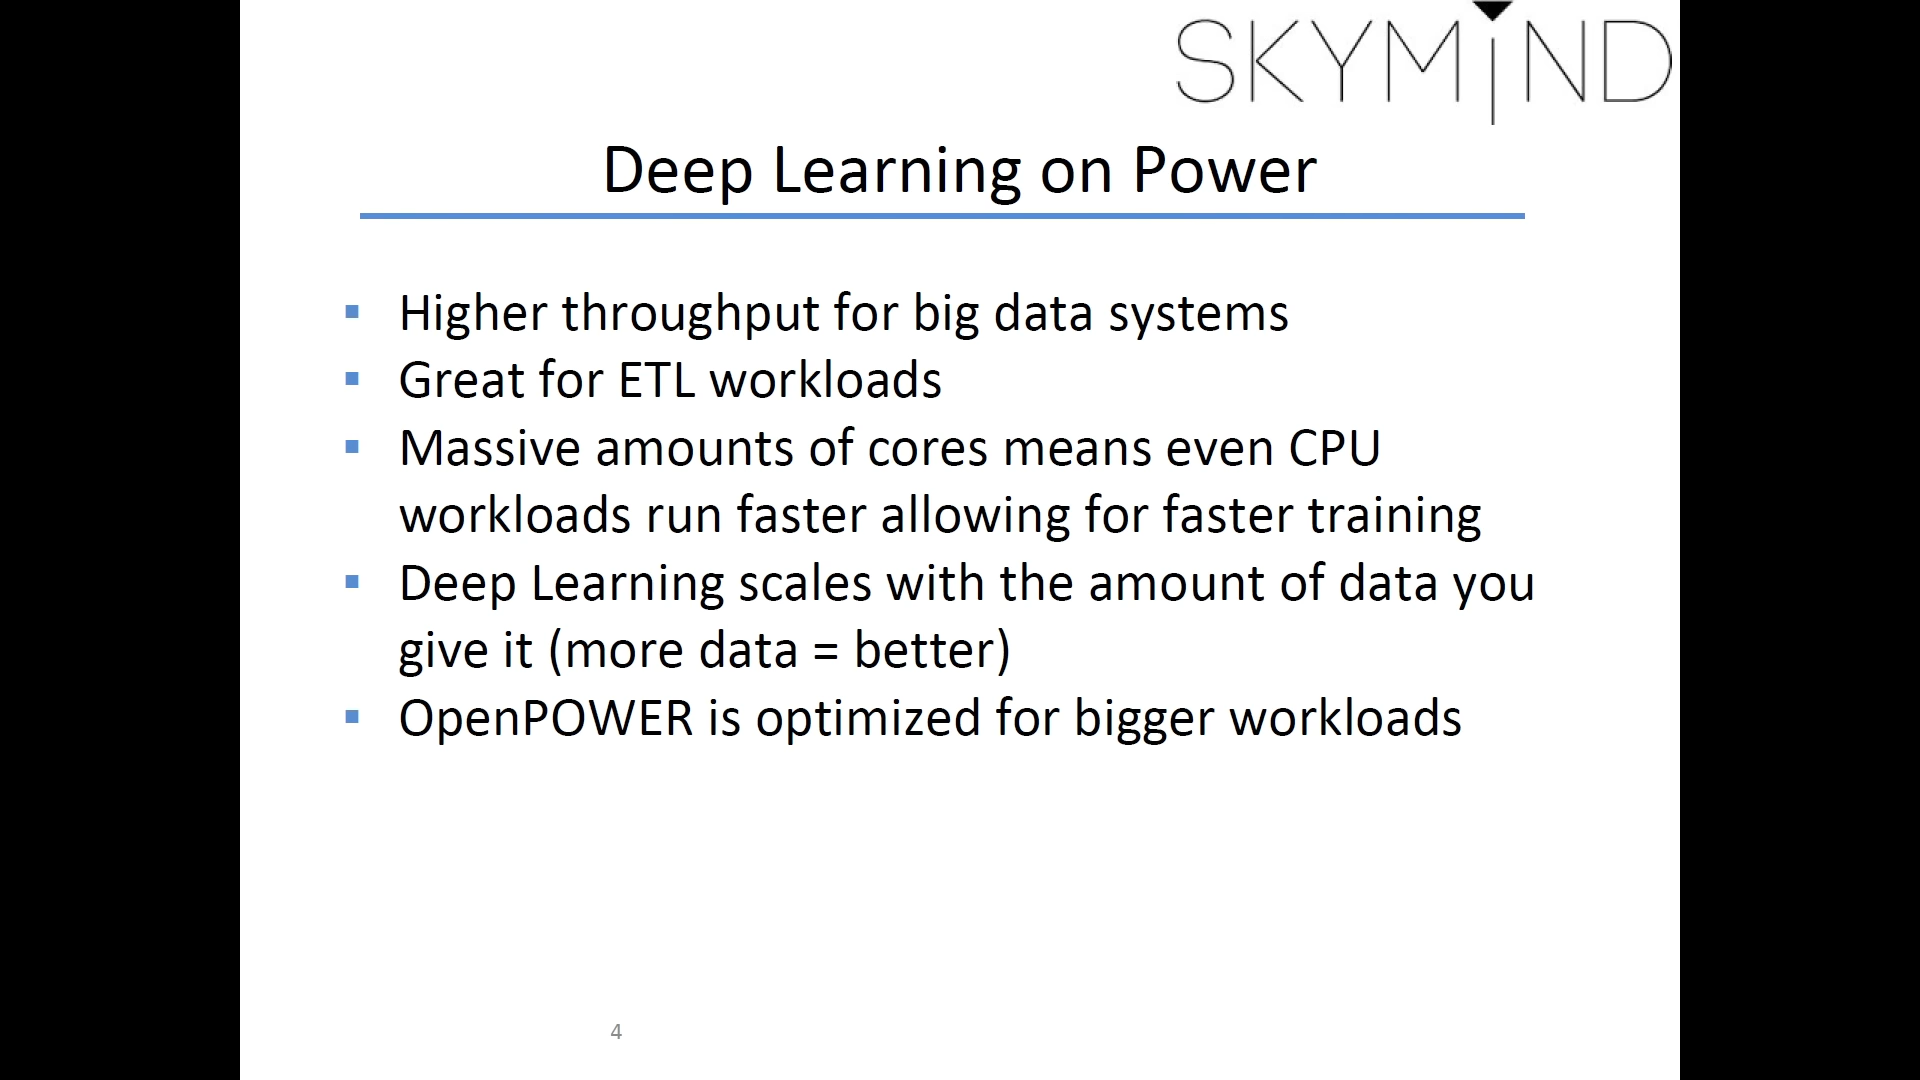 SKYMIND
Deep Learning on Power
▪ Higher throughput for big data systems
▪ Great for ETL workloads
▪ Massive amounts of cores means even CPU
workloads run faster allowing for faster training
▪ Deep Learning scales with the amount of data you
give it (more data = better)
▪ OpenPOWER is optimized for bigger workloads
4